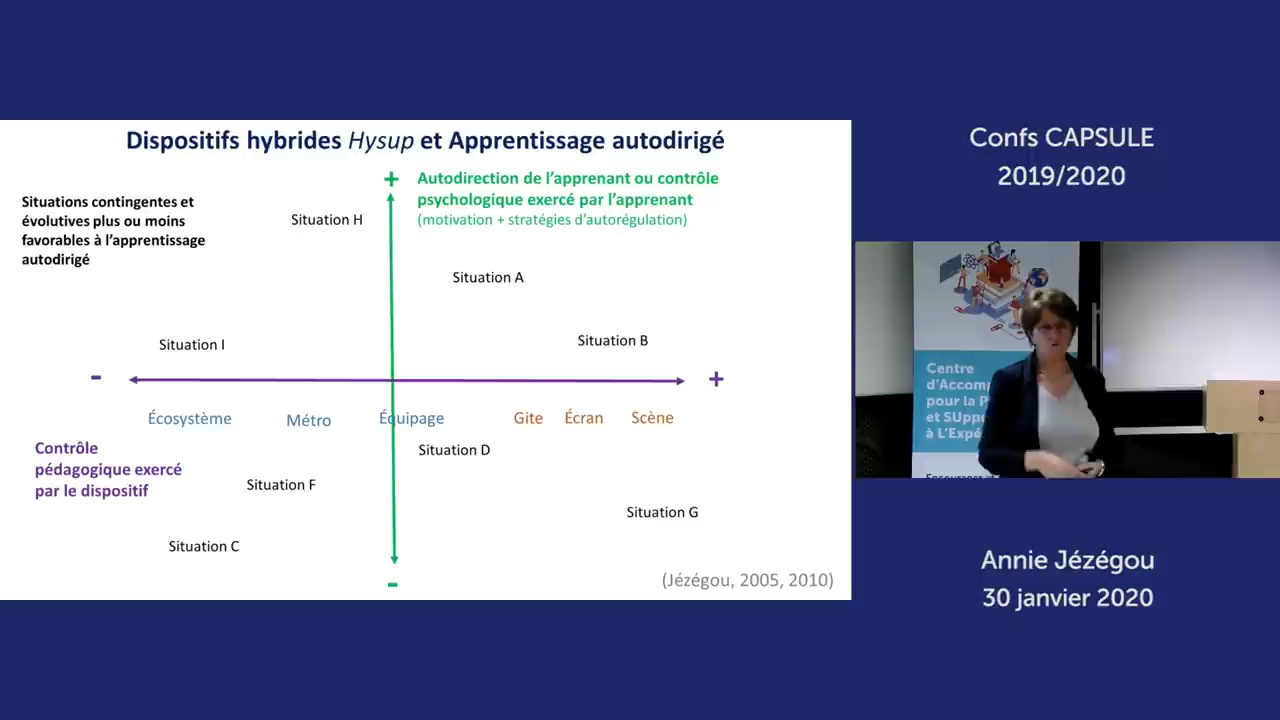 Dispositifs hybrides Hysup et Apprentissage autodirigé
+
Autodirection de l'apprenant ou contrôle
psychologique exercé par l'apprenant
(motivation + stratégies d'autorégulation)
Situations contingentes et
évolutives plus ou moins
favorables à l'apprentissage
autodirigé
Situation H
Situation A
Situation B
Situation I
-
+
Écosystème
Métro
Équipage
Gite
Écran
Scène
Contrôle
pédagogique exercé
par le dispositif
Situation D
Situation F
Situation G
Situation C
-
(Jézégou, 2005, 2010)
Confs CAPSULE
2019/2020
Centre
pour la
et
à
Annie Jézégou
30 janvier 2020